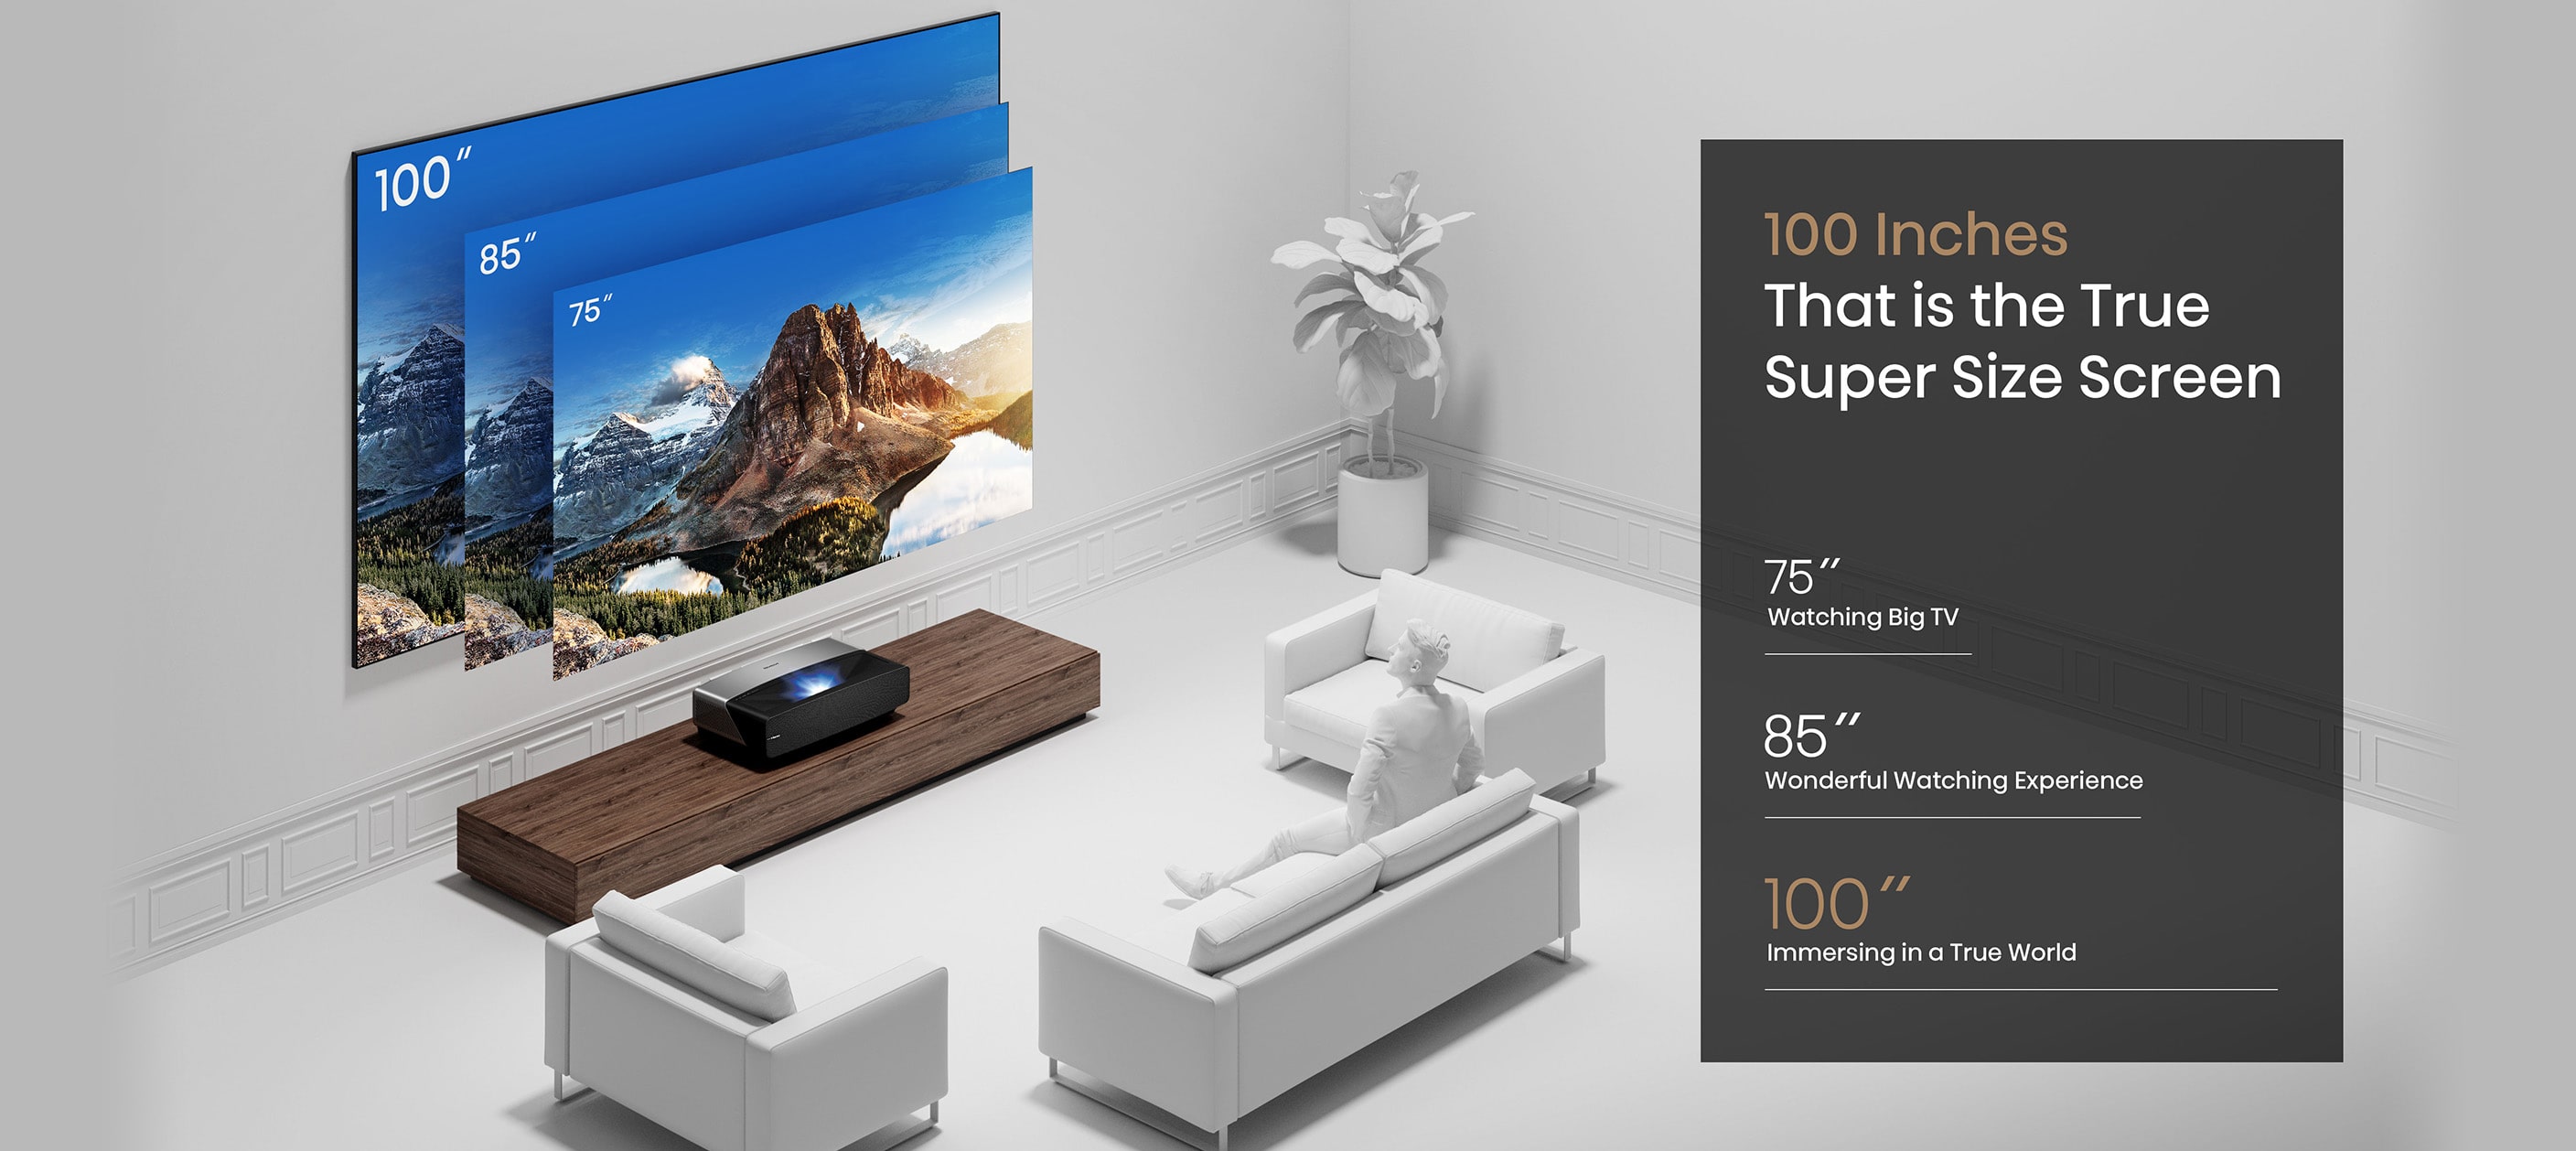 100″
85″
75″
100 Inches
That is the True
Super Size Screen
75″
Watching Big TV
85″
Wonderful Watching Experience
100″
Immersing in a True World